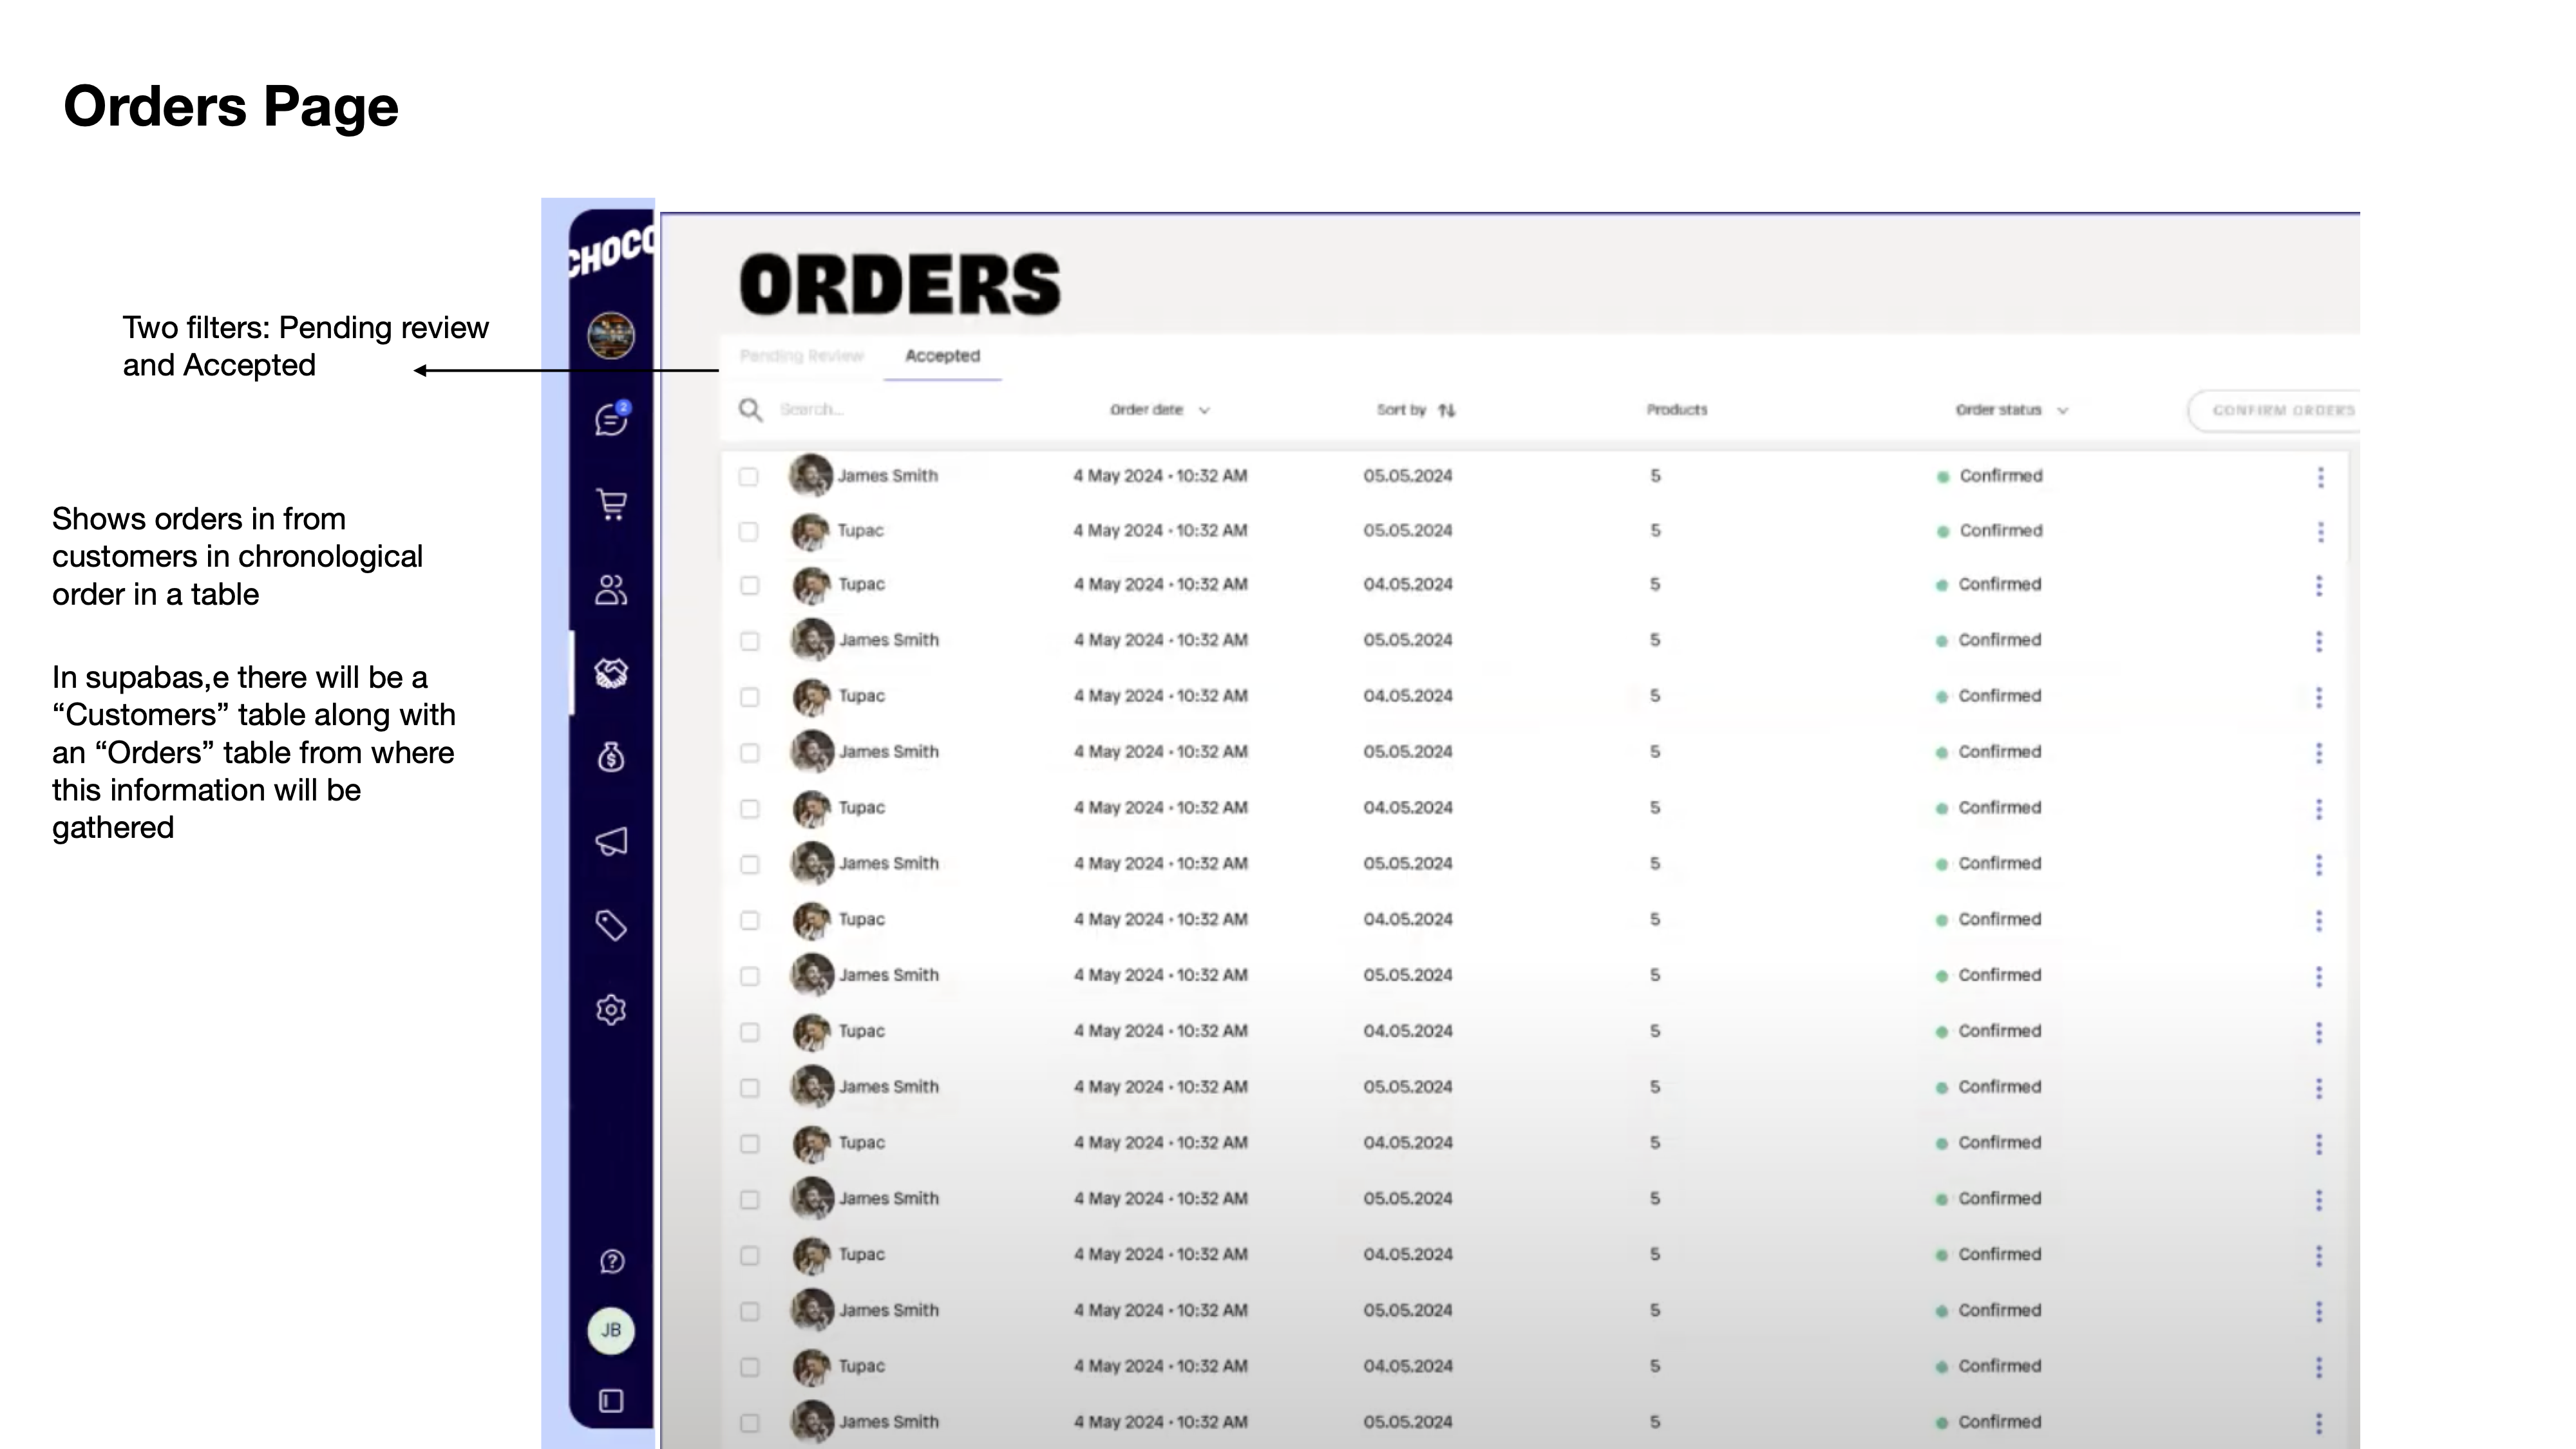 Orders Page
Two filters: Pending review
and Accepted
Shows orders in from
customers in chronological
order in a table
In supabas,e there will be a
“Customers” table along with
an “Orders” table from where
this information will be
gathered
CHOCO
2
JB
ORDERS
Pending Review Accepted
Search... Order date Sort by Products Order status CONFIRM ORDERS
James Smith 4 May 2024 • 10:32 AM 05.05.2024 5 Confirmed
Tupac 4 May 2024 • 10:32 AM 05.05.2024 5 Confirmed
Tupac 4 May 2024 • 10:32 AM 04.05.2024 5 Confirmed
James Smith 4 May 2024 • 10:32 AM 05.05.2024 5 Confirmed
Tupac 4 May 2024 • 10:32 AM 04.05.2024 5 Confirmed
James Smith 4 May 2024 • 10:32 AM 05.05.2024 5 Confirmed
Tupac 4 May 2024 • 10:32 AM 04.05.2024 5 Confirmed
James Smith 4 May 2024 • 10:32 AM 05.05.2024 5 Confirmed
Tupac 4 May 2024 • 10:32 AM 04.05.2024 5 Confirmed
James Smith 4 May 2024 • 10:32 AM 05.05.2024 5 Confirmed
Tupac 4 May 2024 • 10:32 AM 04.05.2024 5 Confirmed
James Smith 4 May 2024 • 10:32 AM 05.05.2024 5 Confirmed
Tupac 4 May 2024 • 10:32 AM 04.05.2024 5 Confirmed
James Smith 4 May 2024 • 10:32 AM 05.05.2024 5 Confirmed
Tupac 4 May 2024 • 10:32 AM 04.05.2024 5 Confirmed
James Smith 4 May 2024 • 10:32 AM 05.05.2024 5 Confirmed
Tupac 4 May 2024 • 10:32 AM 04.05.2024 5 Confirmed
James Smith 4 May 2024 • 10:32 AM 05.05.2024 5 Confirmed